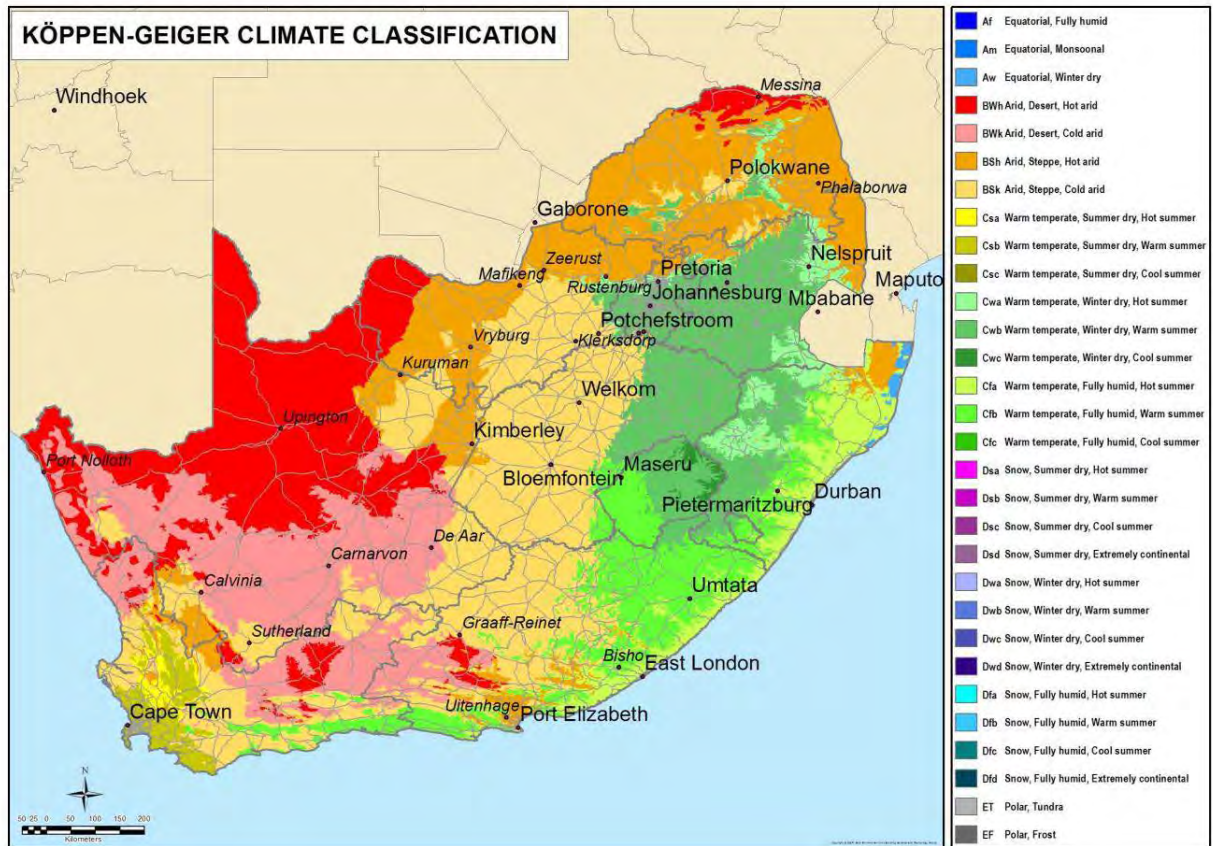 KÖPPEN-GEIGER CLIMATE CLASSIFICATION
Windhoek
Messina
Polokwane
Phalaborwa
Gaborone
Zeerust
Mafikeng
Rustenburg
Pretoria
Nelspruit
Johannesburg
Maputo
Mbabane
Potchefstroom
Klerksdorp
Vryburg
Kuruman
Welkom
Upington
Kimberley
Port Nolloth
Bloemfontein
Maseru
Pietermaritzburg
Durban
De Aar
Carnarvon
Calvinia
Umtata
Sutherland
Graaff-Reinet
Bisho
East London
Uitenhage
Port Elizabeth
Cape Town
N
50 25 0 50 100 150 200
Kilometers
Af Equatorial, Fully humid
Am Equatorial, Monsoonal
Aw Equatorial, Winter dry
BWh Arid, Desert, Hot arid
BWk Arid, Desert, Cold arid
BSh Arid, Steppe, Hot arid
BSk Arid, Steppe, Cold arid
Csa Warm temperate, Summer dry, Hot summer
Csb Warm temperate, Summer dry, Warm summer
Csc Warm temperate, Summer dry, Cool summer
Cwa Warm temperate, Winter dry, Hot summer
Cwb Warm temperate, Winter dry, Warm summer
Cwc Warm temperate, Winter dry, Cool summer
Cfa Warm temperate, Fully humid, Hot summer
Cfb Warm temperate, Fully humid, Warm summer
Cfc Warm temperate, Fully humid, Cool summer
Dsa Snow, Summer dry, Hot summer
Dsb Snow, Summer dry, Warm summer
Dsc Snow, Summer dry, Cool summer
Dsd Snow, Summer dry, Extremely continental
Dwa Snow, Winter dry, Hot summer
Dwb Snow, Winter dry, Warm summer
Dwc Snow, Winter dry, Cool summer
Dwd Snow, Winter dry, Extremely continental
Dfa Snow, Fully humid, Hot summer
Dfb Snow, Fully humid, Warm summer
Dfc Snow, Fully humid, Cool summer
Dfd Snow, Fully humid, Extremely continental
ET Polar, Tundra
EF Polar, Frost